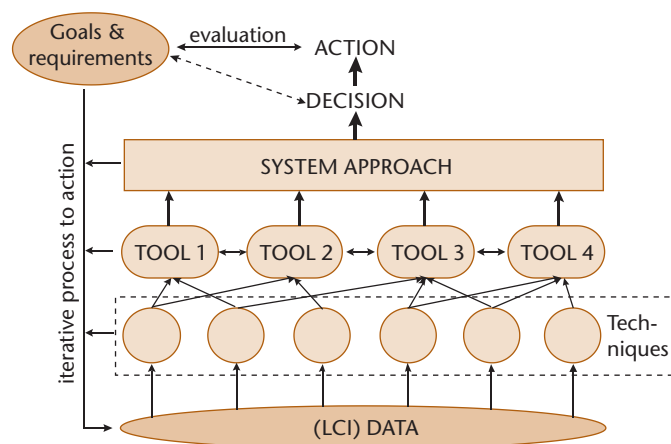 Goals &
requirements
evaluation
ACTION
DECISION
SYSTEM APPROACH
TOOL 1
TOOL 2
TOOL 3
TOOL 4
Tech-
niques
(LCI) DATA
iterative process to action